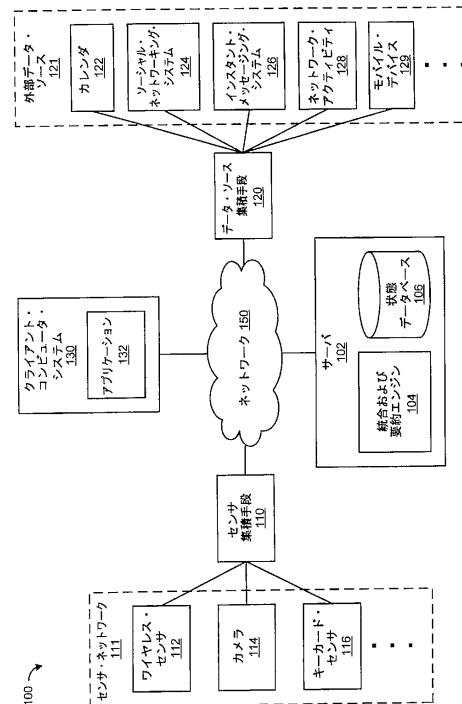 100
センサ・ネットワーク
111
ワイヤレス・
センサ
112
カメラ
114
キーカード・
センサ
116
センサ
集積手段
110
クライアント・
コンピュータ・
システム
130
アプリケーション
132
ネットワーク 150
サーバ
102
統合および
要約エンジン
104
状態
データベース
106
データ・ソース
集積手段
120
外部データ・
ソース
121
カレンダ
122
ソーシャル・
ネットワーキング・
システム
124
インスタント・
メッセージング・
システム
126
ネットワーク・
アクティビティ
128
モバイル・
デバイス
129